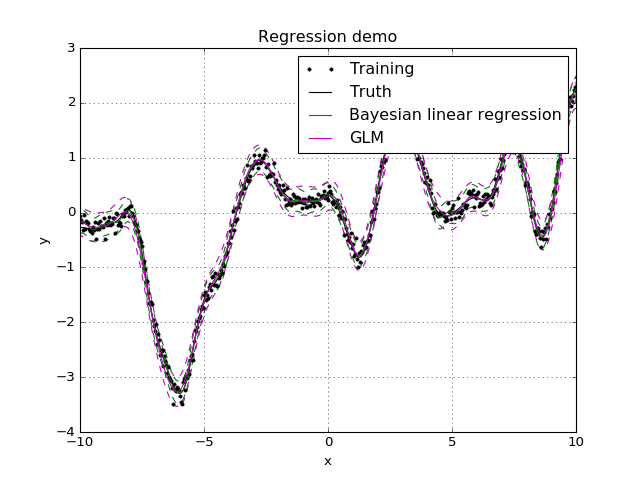 Regression demo
3
Training
Truth
Bayesian linear regression
GLM
2
1
0
−1
−2
−3
−4
y
−10
−5
0
5
10
x